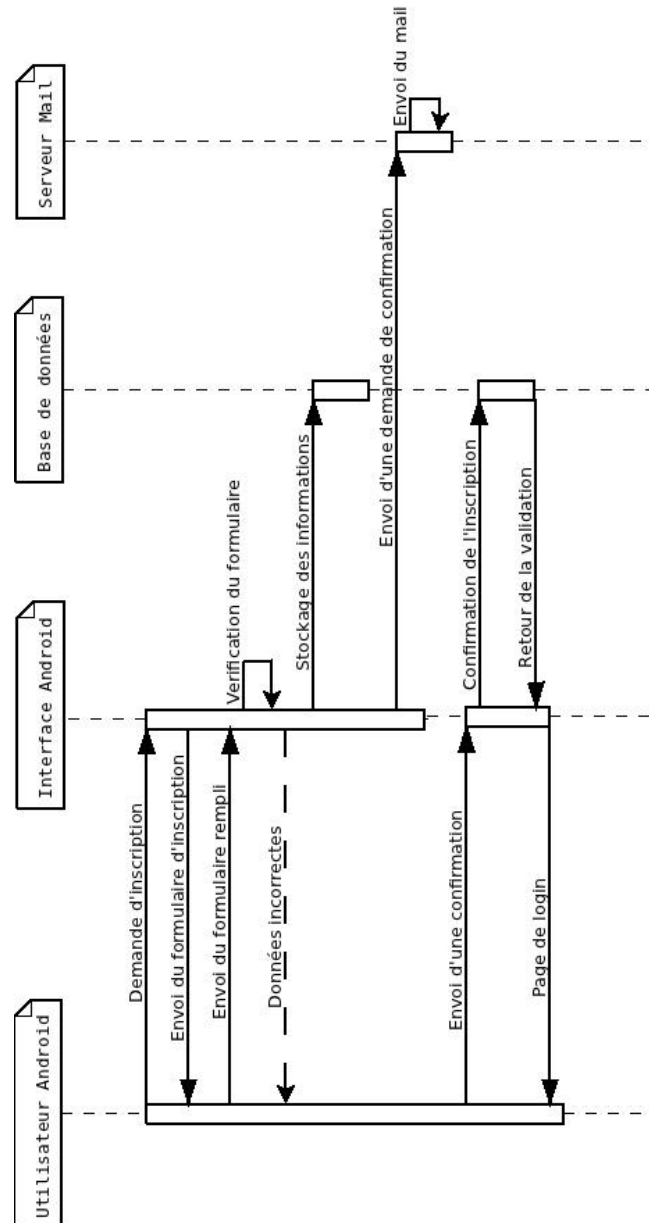 Utilisateur Android
Interface Android
Base de données
Serveur Mail
Demande d'inscription
Envoi du formulaire d'inscription
Envoi du formulaire rempli
Verification du formulaire
Données incorrectes
Stockage des informations
Envoi d'une demande de confirmation
Envoi du mail
Envoi d'une confirmation
Confirmation de l'inscription
Retour de la validation
Page de login